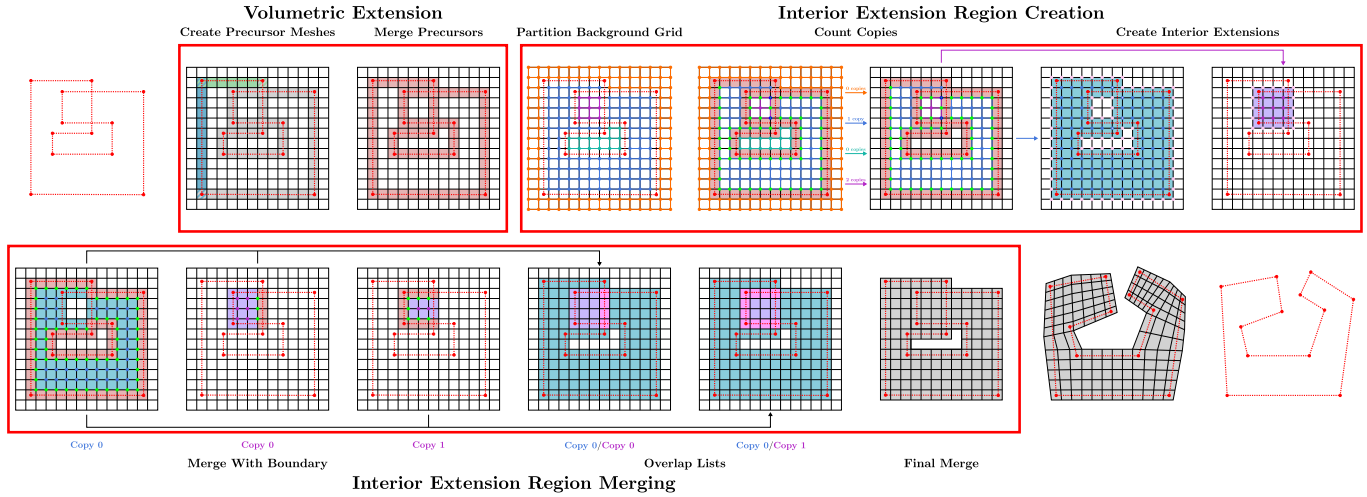 Volumetric Extension
Interior Extension Region Creation
Create Precursor Meshes
Merge Precursors
Partition Background Grid
Count Copies
Create Interior Extensions
0 copies
1 copy
0 copies
2 copies
Copy 0
Copy 0
Copy 1
Copy 0/Copy 0
Copy 0/Copy 1
Merge With Boundary
Overlap Lists
Final Merge
Interior Extension Region Merging